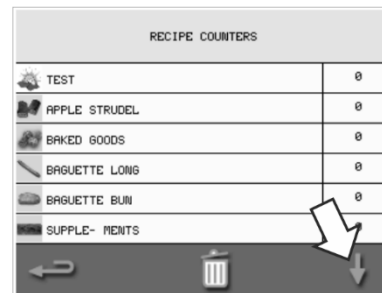 RECIPE COUNTERS
TEST 0
APPLE STRUDEL 0
BAKED GOODS 0
BAGUETTE LONG 0
BAGUETTE BUN 0
SUPPLE- MENTS